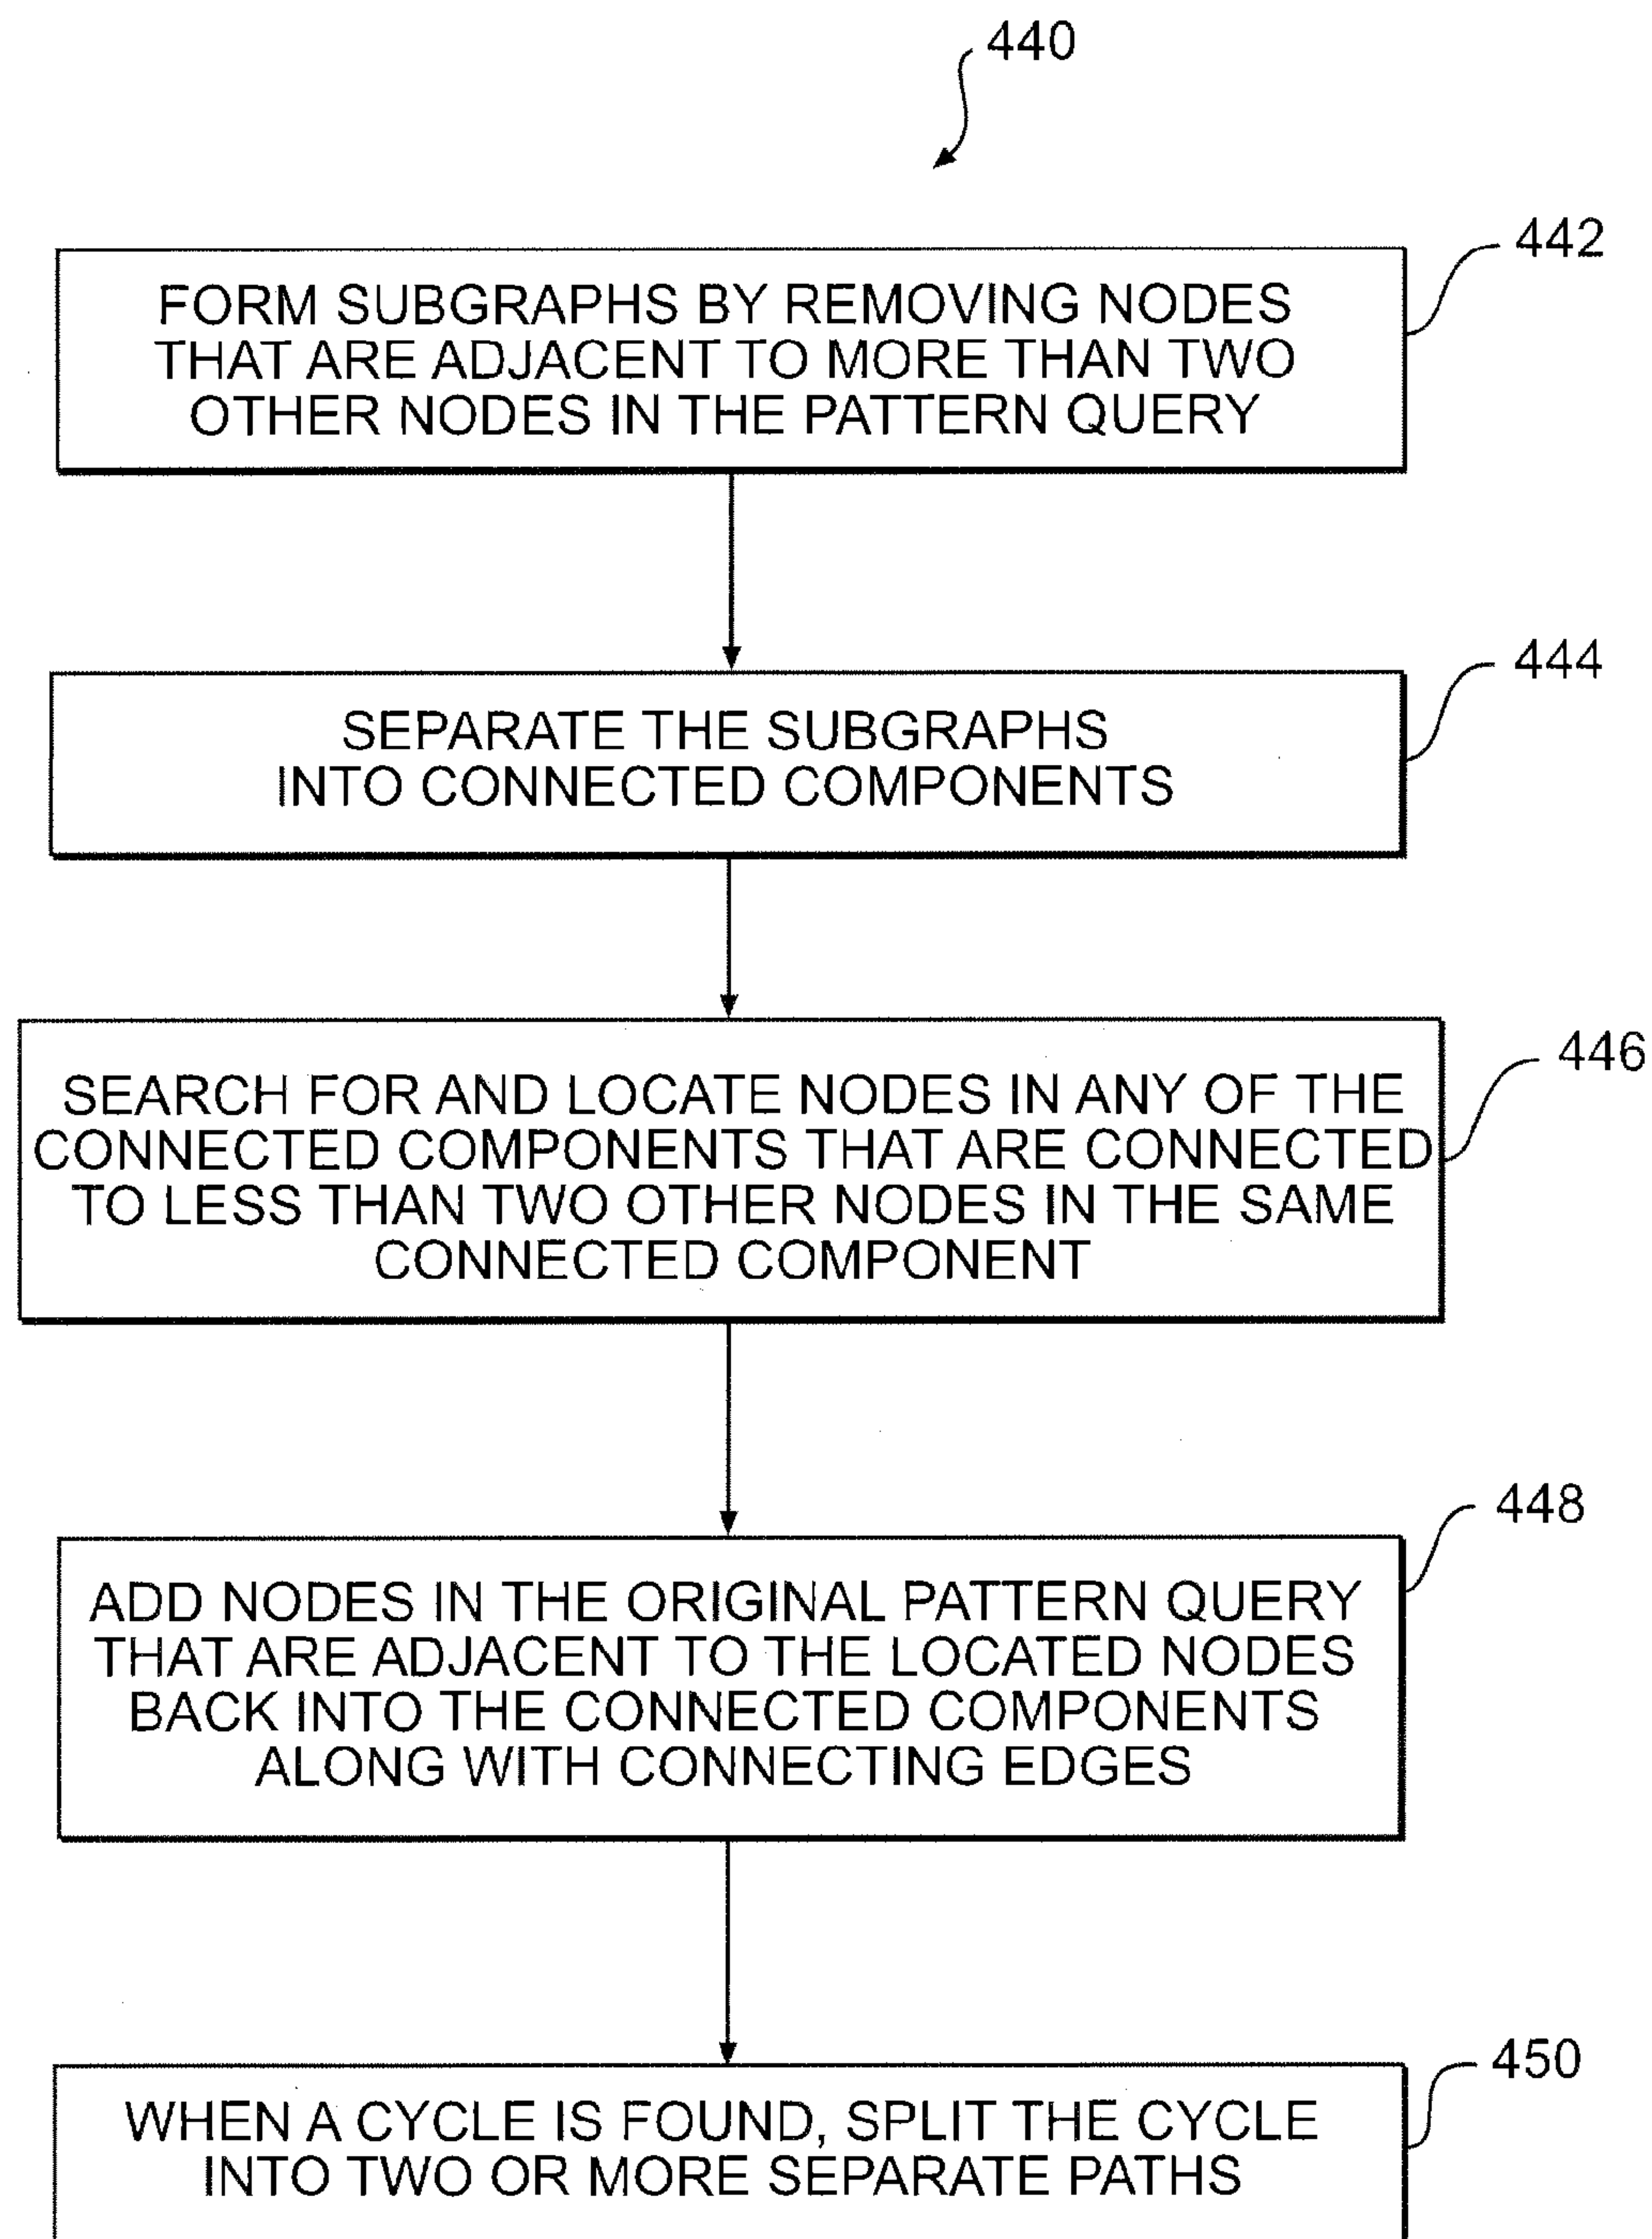 440
442
FORM SUBGRAPHS BY REMOVING NODES
THAT ARE ADJACENT TO MORE THAN TWO
OTHER NODES IN THE PATTERN QUERY
444
SEPARATE THE SUBGRAPHS
INTO CONNECTED COMPONENTS
446
SEARCH FOR AND LOCATE NODES IN ANY OF THE
CONNECTED COMPONENTS THAT ARE CONNECTED
TO LESS THAN TWO OTHER NODES IN THE SAME
CONNECTED COMPONENT
448
ADD NODES IN THE ORIGINAL PATTERN QUERY
THAT ARE ADJACENT TO THE LOCATED NODES
BACK INTO THE CONNECTED COMPONENTS
ALONG WITH CONNECTING EDGES
450
WHEN A CYCLE IS FOUND, SPLIT THE CYCLE
INTO TWO OR MORE SEPARATE PATHS